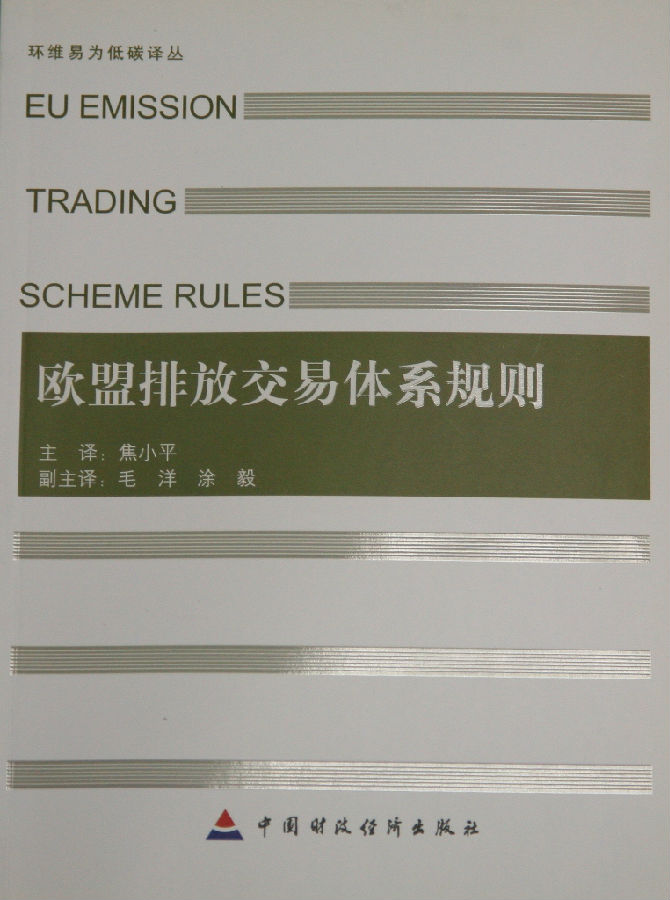 环维易为低碳译丛
EU EMISSION
TRADING
SCHEME RULES
欧盟排放交易体系规则
主 译：焦小平
副主译：毛 洋 涂 毅
中国财政经济出版社